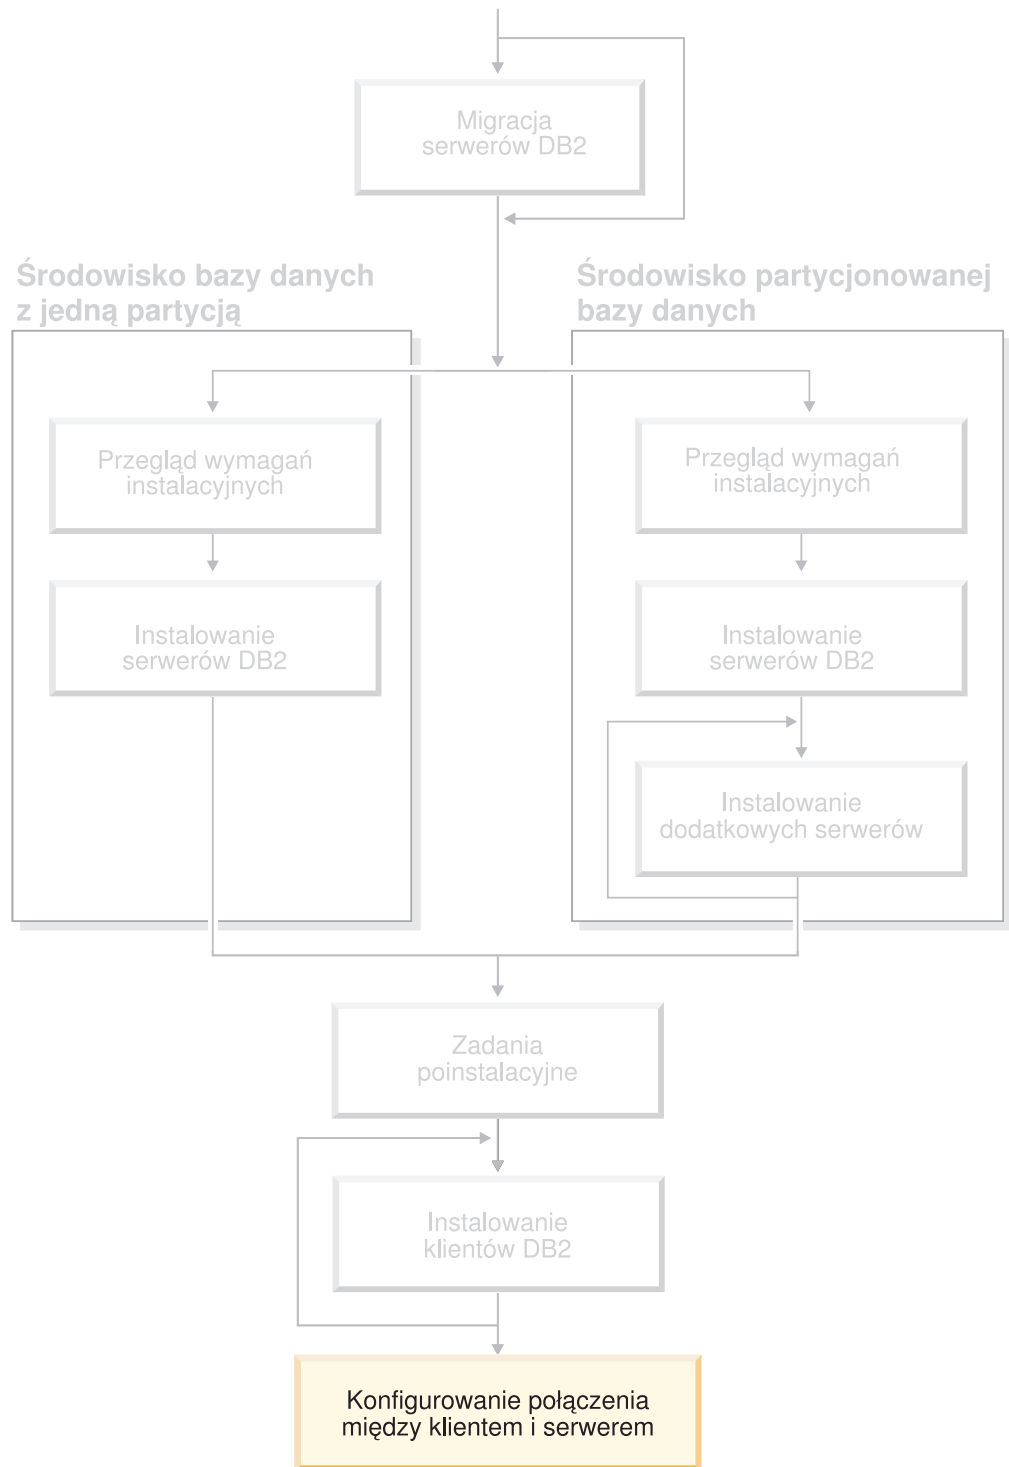 Migracja
serwerów DB2
Środowisko bazy danych
z jedną partycją
Środowisko partycjonowanej
bazy danych
Przegląd wymagań
instalacyjnych
Przegląd wymagań
instalacyjnych
Instalowanie
serwerów DB2
Instalowanie
serwerów DB2
Instalowanie
dodatkowych serwerów
Zadania
poinstalacyjne
Instalowanie
klientów DB2
Konfigurowanie połączenia
między klientem i serwerem